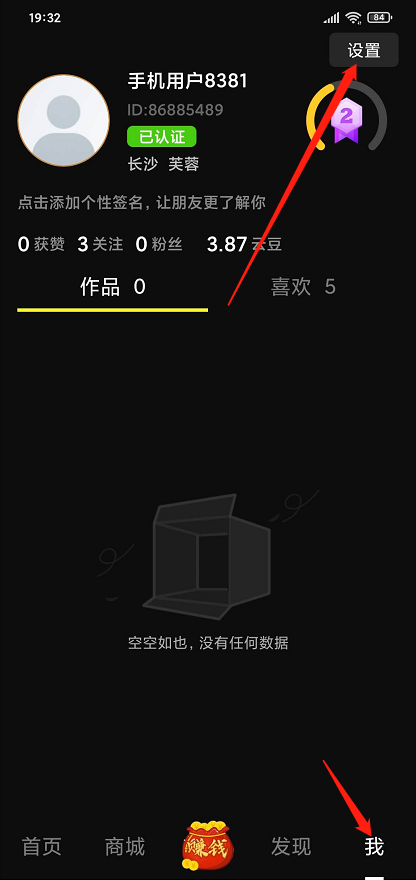 19:32
84
设置
手机用户8381
ID:86885489
2
已认证
长沙 芙蓉
点击添加个性签名, 让朋友更了解你
0 获赞 3 关注 0 粉丝 3.87 云豆
作品 0 喜欢 5
空空如也, 没有任何数据
首页 商城 赚钱 发现 我